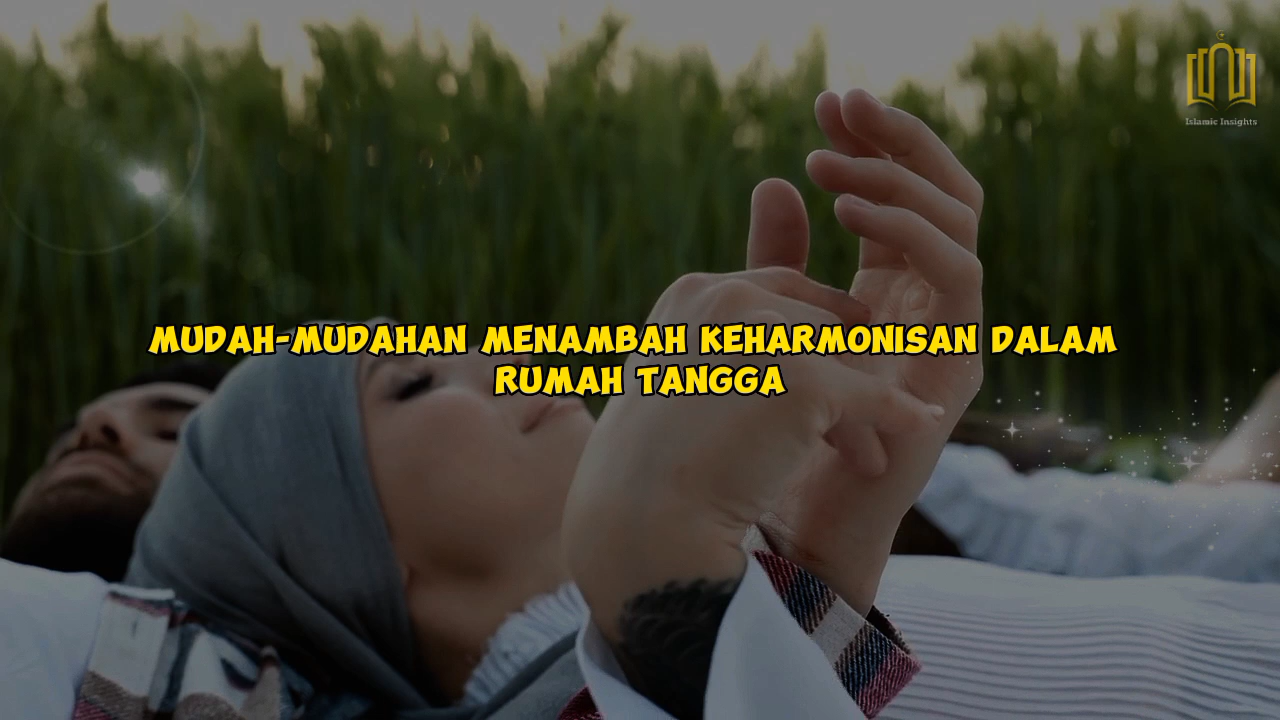 Islamic Insights
MUDAH-MUDAHAN MENAMBAH KEHARMONISAN DALAM
RUMAH TANGGA